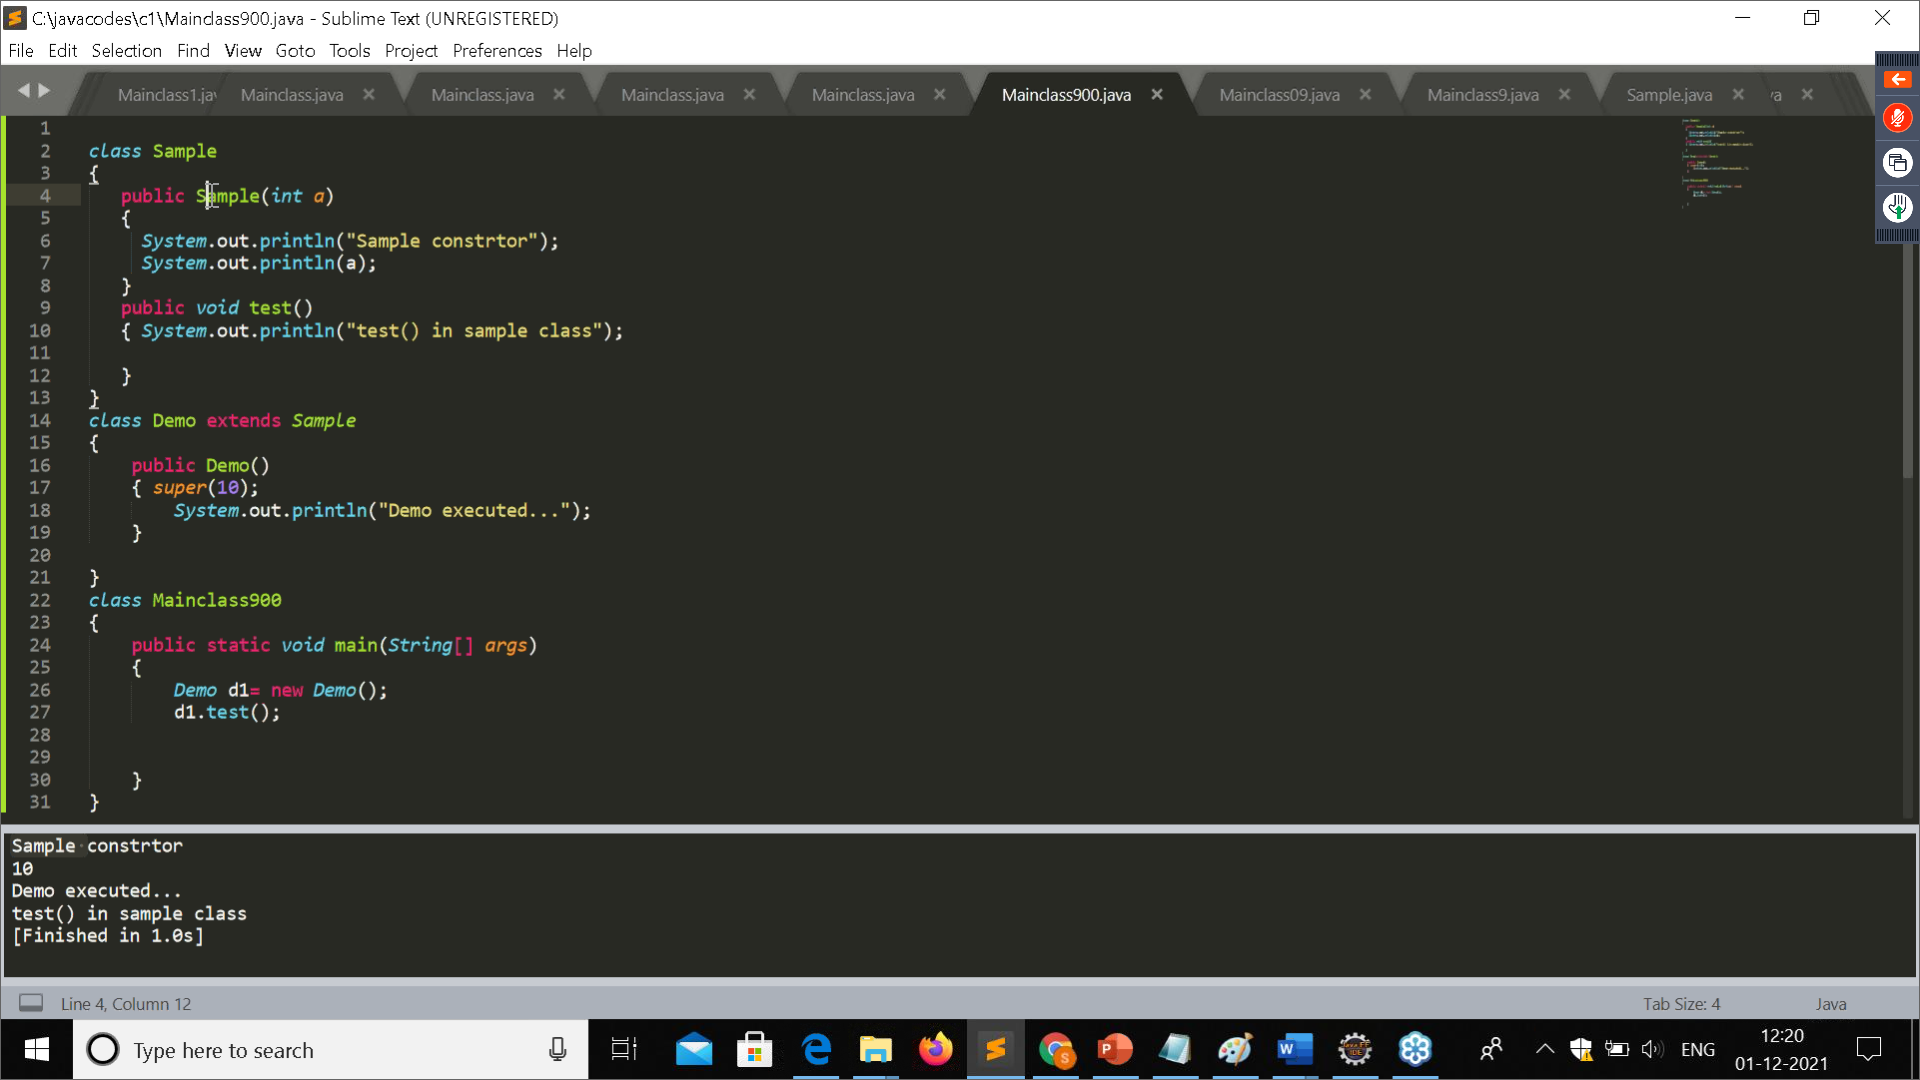 C:\javacodes\c1\Mainclass900.java - Sublime Text (UNREGISTERED)
File Edit Selection Find View Goto Tools Project Preferences Help
Mainclass1.jav Mainclass.java Mainclass.java Mainclass.java Mainclass.java Mainclass900.java Mainclass09.java Mainclass9.java Sample.java va
1
2 class Sample
3 {
4 public Sample(int a)
5 {
6 System.out.println("Sample constrtor");
7 System.out.println(a);
8 }
9 public void test()
10 { System.out.println("test() in sample class");
11
12 }
13 }
14 class Demo extends Sample
15 {
16 public Demo()
17 { super(10);
18 System.out.println("Demo executed...");
19 }
20
21 }
22 class Mainclass900
23 {
24 public static void main(String[] args)
25 {
26 Demo d1= new Demo();
27 d1.test();
28
29
30 }
31 }
Sample constrtor
10
Demo executed...
test() in sample class
[Finished in 1.0s]
Line 4, Column 12 Tab Size: 4 Java
Type here to search
ENG
12:20
01-12-2021